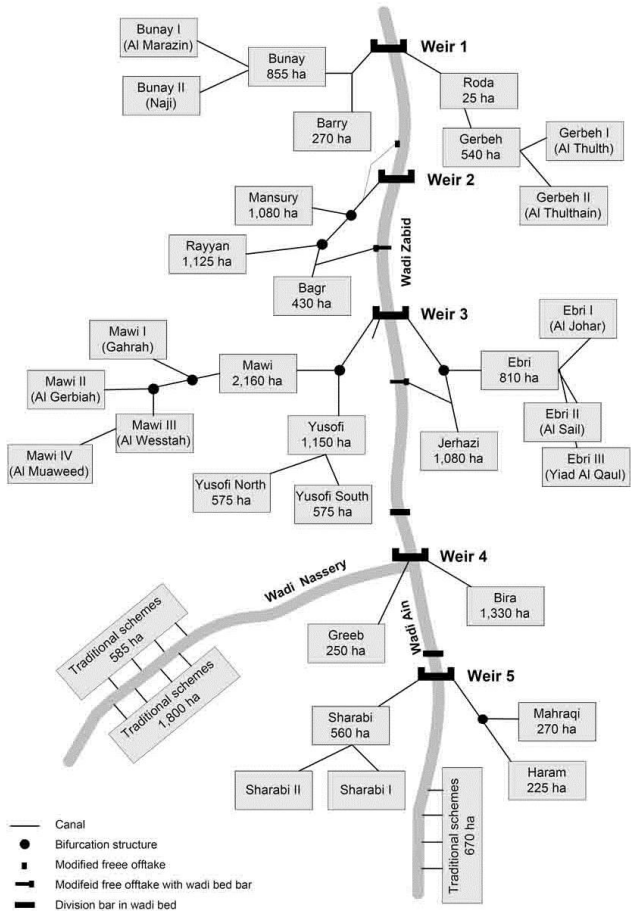 Bunay I
(Al Marazin)
Bunay
855 ha
Bunay II
(Naji)
Barry
270 ha
Weir 1
Roda
25 ha
Gerbeh
540 ha
Gerbeh I
(Al Thulth)
Gerbeh II
(Al Thulthain)
Weir 2
Mansury
1,080 ha
Rayyan
1,125 ha
Bagr
430 ha
Wadi Zabid
Weir 3
Mawi I
(Gahrah)
Mawi
2,160 ha
Mawi II
(Al Gerbiah)
Mawi III
(Al Wesstah)
Mawi IV
(Al Muaweed)
Yusofi
1,150 ha
Yusofi North
575 ha
Yusofi South
575 ha
Ebri I
(Al Johar)
Ebri
810 ha
Ebri II
(Al Sail)
Ebri III
(Yiad Al Qaul)
Jerhazi
1,080 ha
Weir 4
Wadi Nassery
Bira
1,330 ha
Greeb
250 ha
Wadi Ain
Traditional schemes
585 ha
Traditional schemes
1,800 ha
Weir 5
Sharabi
560 ha
Sharabi II
Sharabi I
Mahraqi
270 ha
Haram
225 ha
Traditional schemes
670 ha
Canal
Bifurcation structure
Modified freee offtake
Modifeid free offtake with wadi bed bar
Division bar in wadi bed